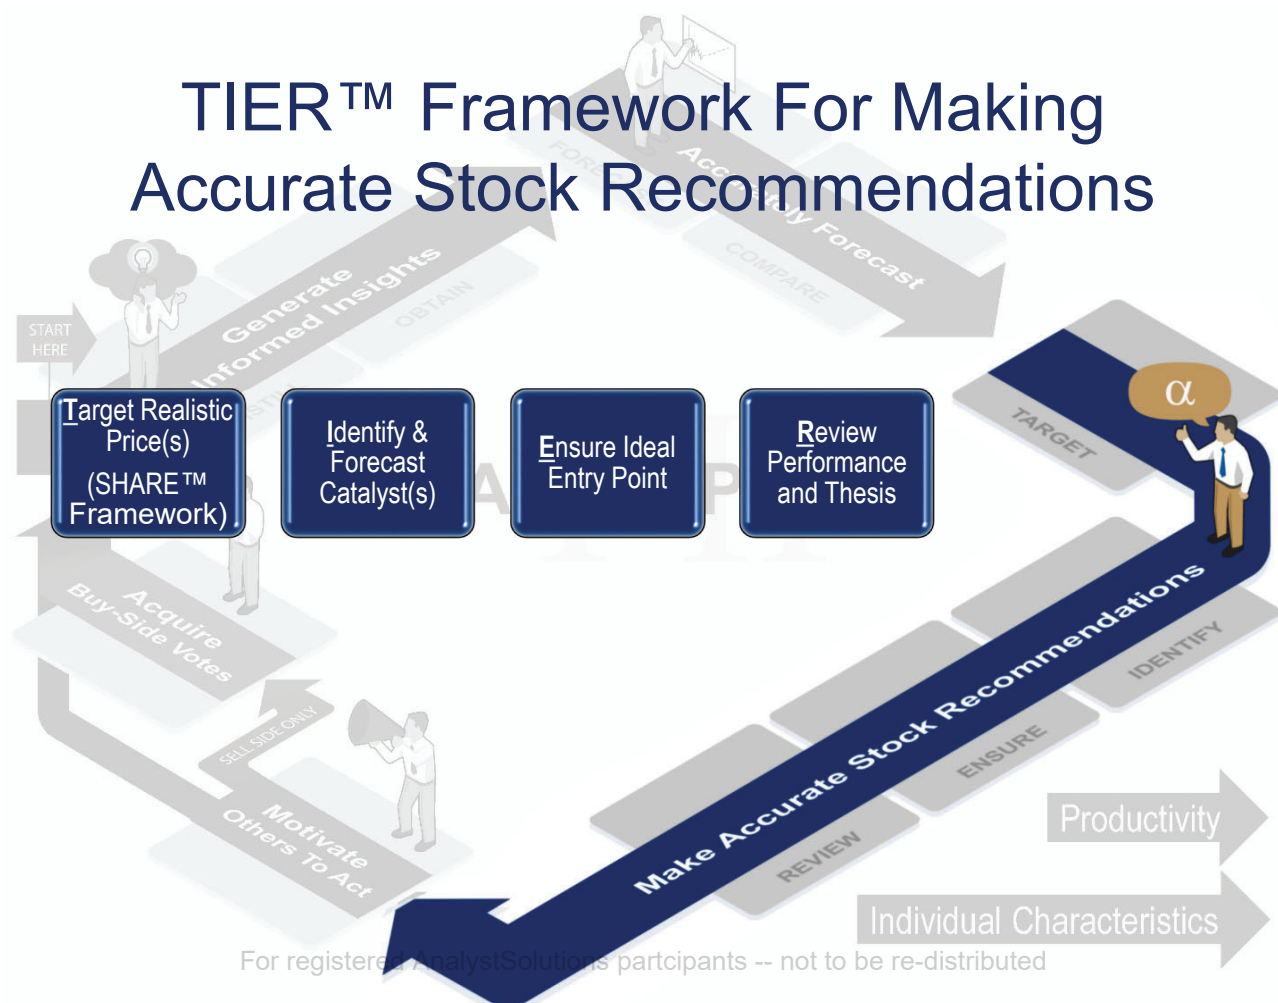 TIER™ Framework For Making
Accurate Stock Recommendations
FORE
Accurately Forecast
COMPARE
Generate
Informed Insights
OBTAIN
START
HERE
Target Realistic
Price(s)
(SHARE™
Framework)
Identify &
Forecast
Catalyst(s)
Ensure Ideal
Entry Point
Review
Performance
and Thesis
α
TARGET
Acquire
Buy-Side Votes
SELL SIDE ONLY
Motivate
Others To Act
Make Accurate Stock Recommendations
IDENTIFY
ENSURE
REVIEW
Productivity
Individual Characteristics
For registered AnalystSolutions partcipants -- not to be re-distributed